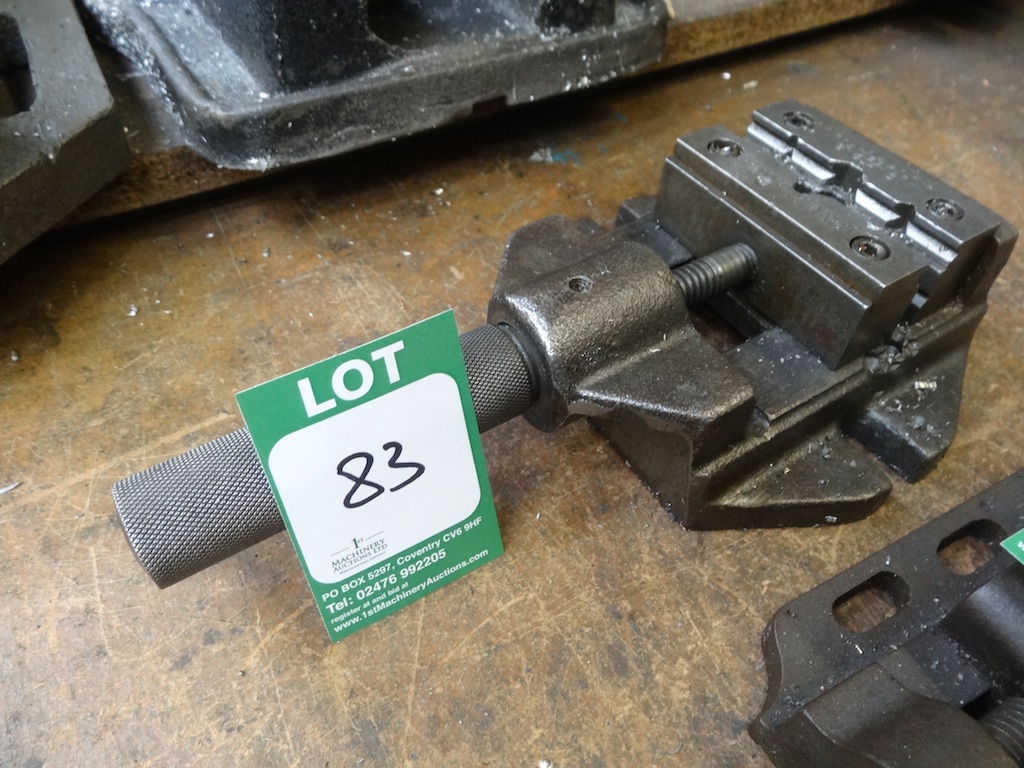 LOT
83
1ST
MACHINERY
AUCTIONS LTD
PO BOX 5297, Coventry CV6 9HF
Tel: 02476 992205
register at and bid at
www.1stMachineryAuctions.com